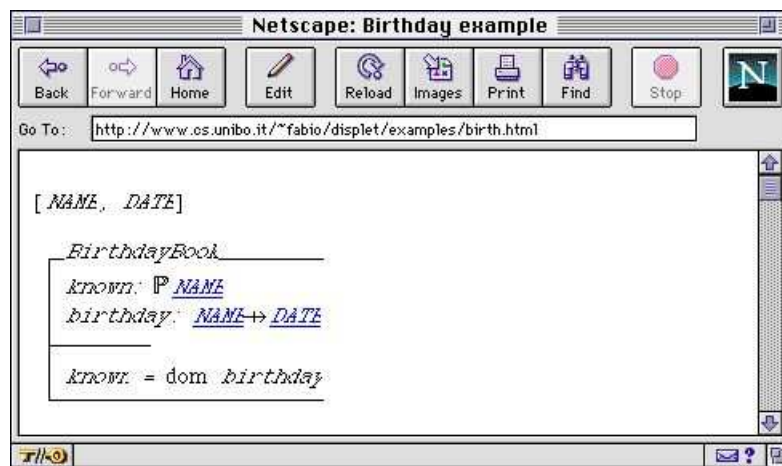 Netscape: Birthday example
Back Forward Home Edit Reload Images Print Find Stop N
Go To: http://www.cs.unibo.it/~fabio/displet/examples/birth.html
[NAME, DATE]
BirthdayBook
known: ℙ NAME
birthday: NAME ⇸ DATE
known = dom birthday
?